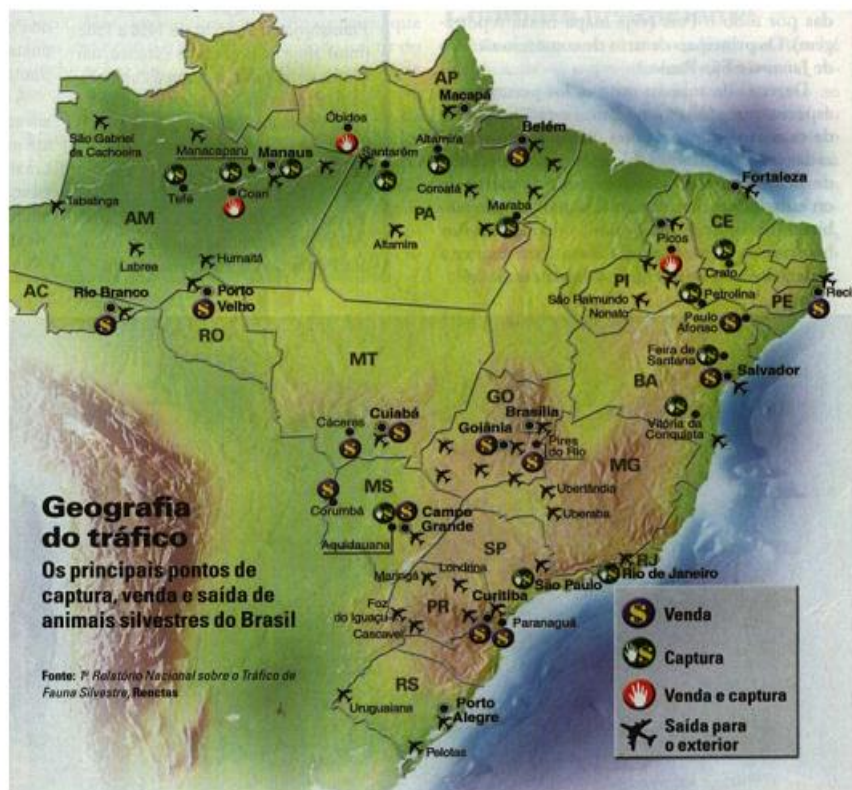 AP
Macapá
Óbidos
Belém
São Gabriel
da Cachoeira
Manacaparú
Manaus
Santarém
Altamira
Fortaleza
Tabatinga
Tefé
Coari
Coroatá
Marabá
CE
AM
PA
Altamira
Picos
Crato
Labrea
Humaitá
PI
AC
Rio Branco
Porto
Velho
São Raimundo
Nonato
Petrolina
PE
Reci
RO
Paulo
Afonso
MT
Feira de
Santana
Salvador
BA
GO
Brasília
Cáceres
Cuiabá
Goiânia
Vitória da
Conquista
Pires
do Rio
MG
Geografia
do tráfico
MS
Corumbá
Campo
Grande
Uberlândia
Uberaba
Aquidauana
Os principais pontos de
captura, venda e saída de
animais silvestres do Brasil
SP
Londrina
Maringá
RJ
São Paulo
Rio de Janeiro
Curitiba
PR
Foz
do Iguaçu
Paranaguá
Cascavel
Fonte: 1º Relatório Nacional sobre o Tráfico de
Fauna Silvestre, Renctas
RS
Porto
Alegre
Uruguaiana
Pelotas
$ Venda
$ Captura
Venda e captura
Saída para
o exterior